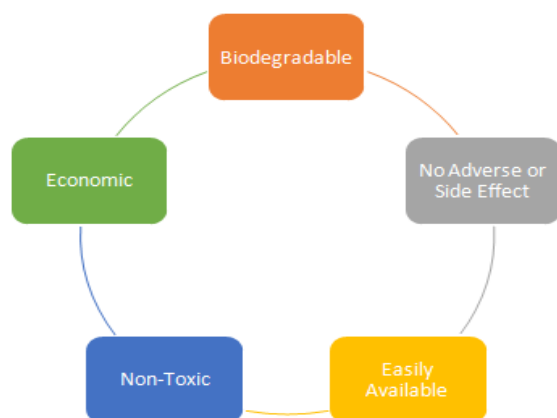 Biodegradable
No Adverse or
Side Effect
Easily
Available
Non-Toxic
Economic